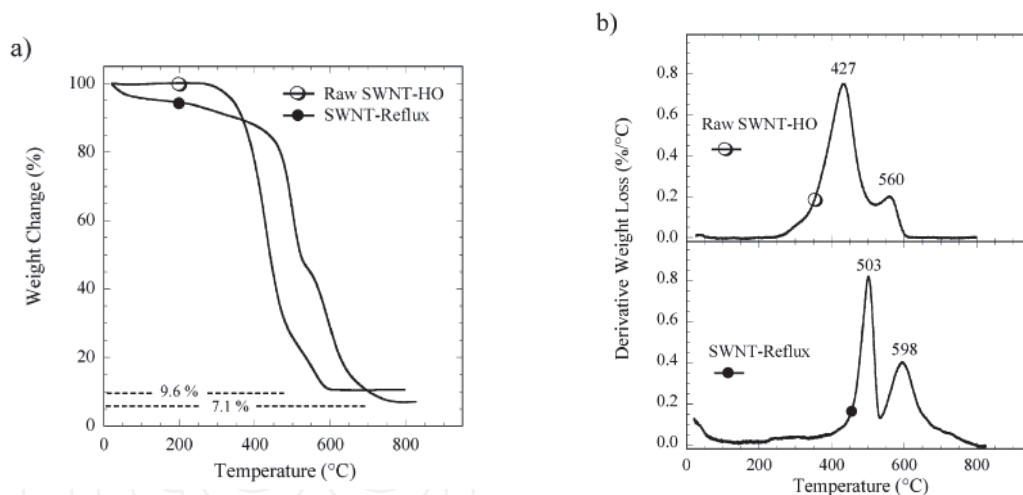 a)
Weight Change (%)
100
80
60
40
20
0
Raw SWNT-HO
SWNT-Reflux
9.6 %
7.1 %
0 200 400 600 800
Temperature (°C)
b)
Derivative Weight Loss (%/°C)
0.8
0.6
0.4
0.2
0.0
427
Raw SWNT-HO
560
0.8
0.6
0.4
0.2
0.0
503
SWNT-Reflux
598
0 200 400 600 800
Temperature (°C)